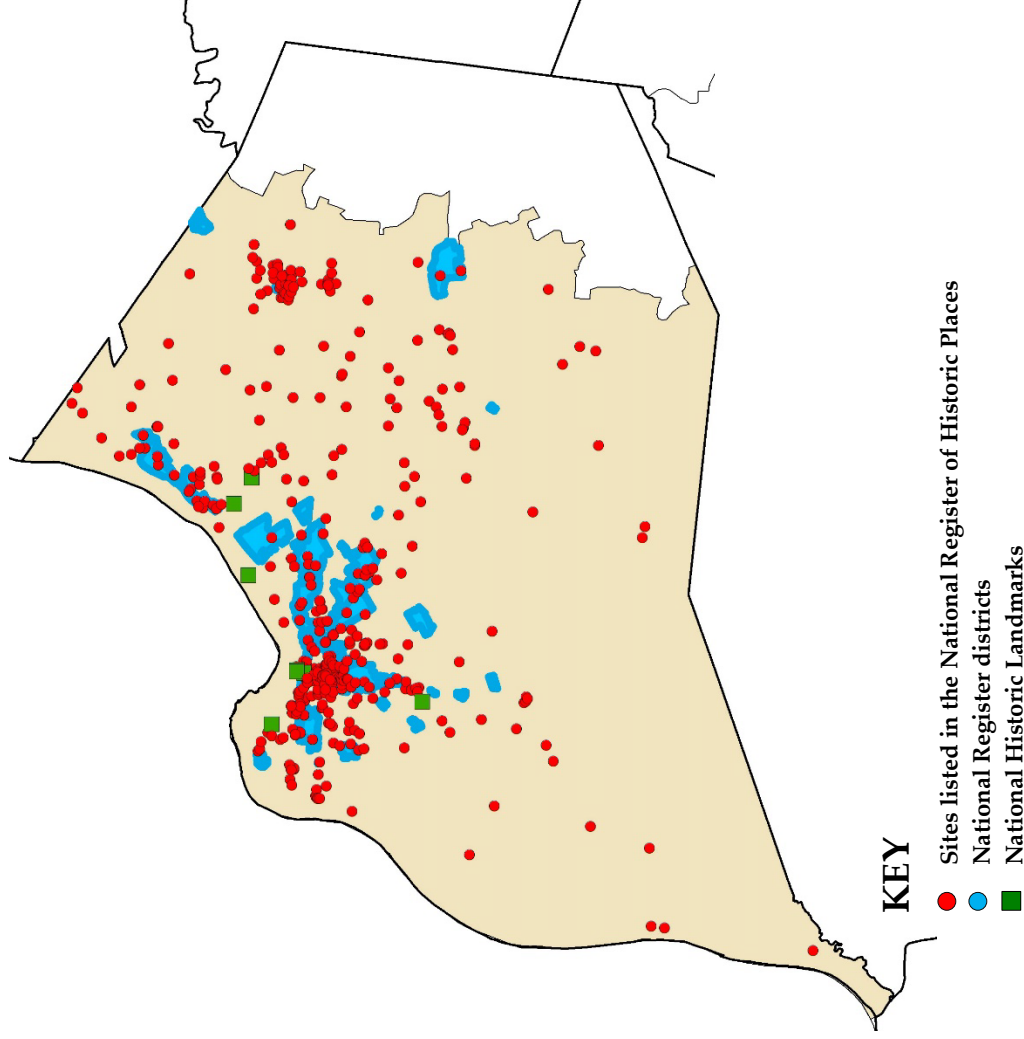 KEY
Sites listed in the National Register of Historic Places
National Register districts
National Historic Landmarks